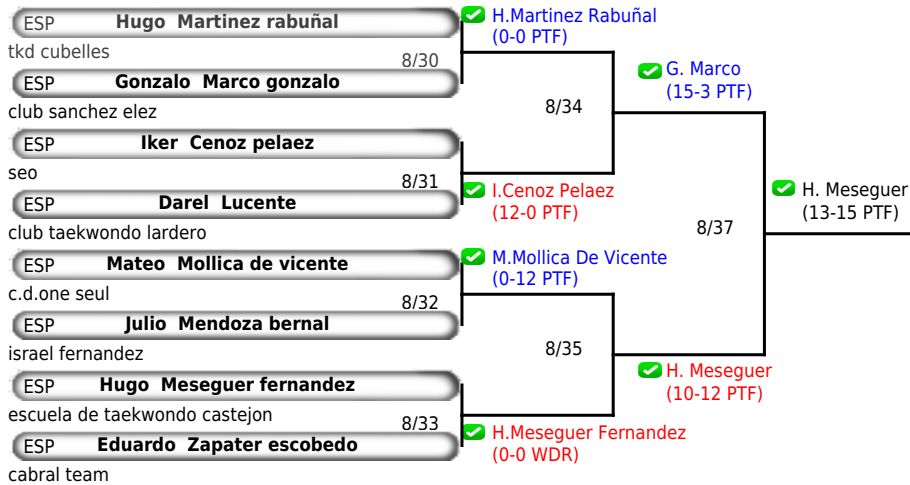 ESP Hugo Martinez rabuñal
tkd cubelles
8/30
ESP Gonzalo Marco gonzalo
club sanchez elez
ESP Iker Cenoz pelaez
seo
8/31
ESP Darel Lucente
club taekwondo lardero
ESP Mateo Mollica de vicente
c.d.one seul
8/32
ESP Julio Mendoza bernal
israel fernandez
ESP Hugo Meseguer fernandez
escuela de taekwondo castejon
8/33
ESP Eduardo Zapater escobedo
cabral team
H.Martinez Rabuñal
(0-0 PTF)
8/34
I.Cenoz Pelaez
(12-0 PTF)
M.Mollica De Vicente
(0-12 PTF)
8/35
H.Meseguer Fernandez
(0-0 WDR)
G. Marco
(15-3 PTF)
8/37
H. Meseguer
(10-12 PTF)
H. Meseguer
(13-15 PTF)